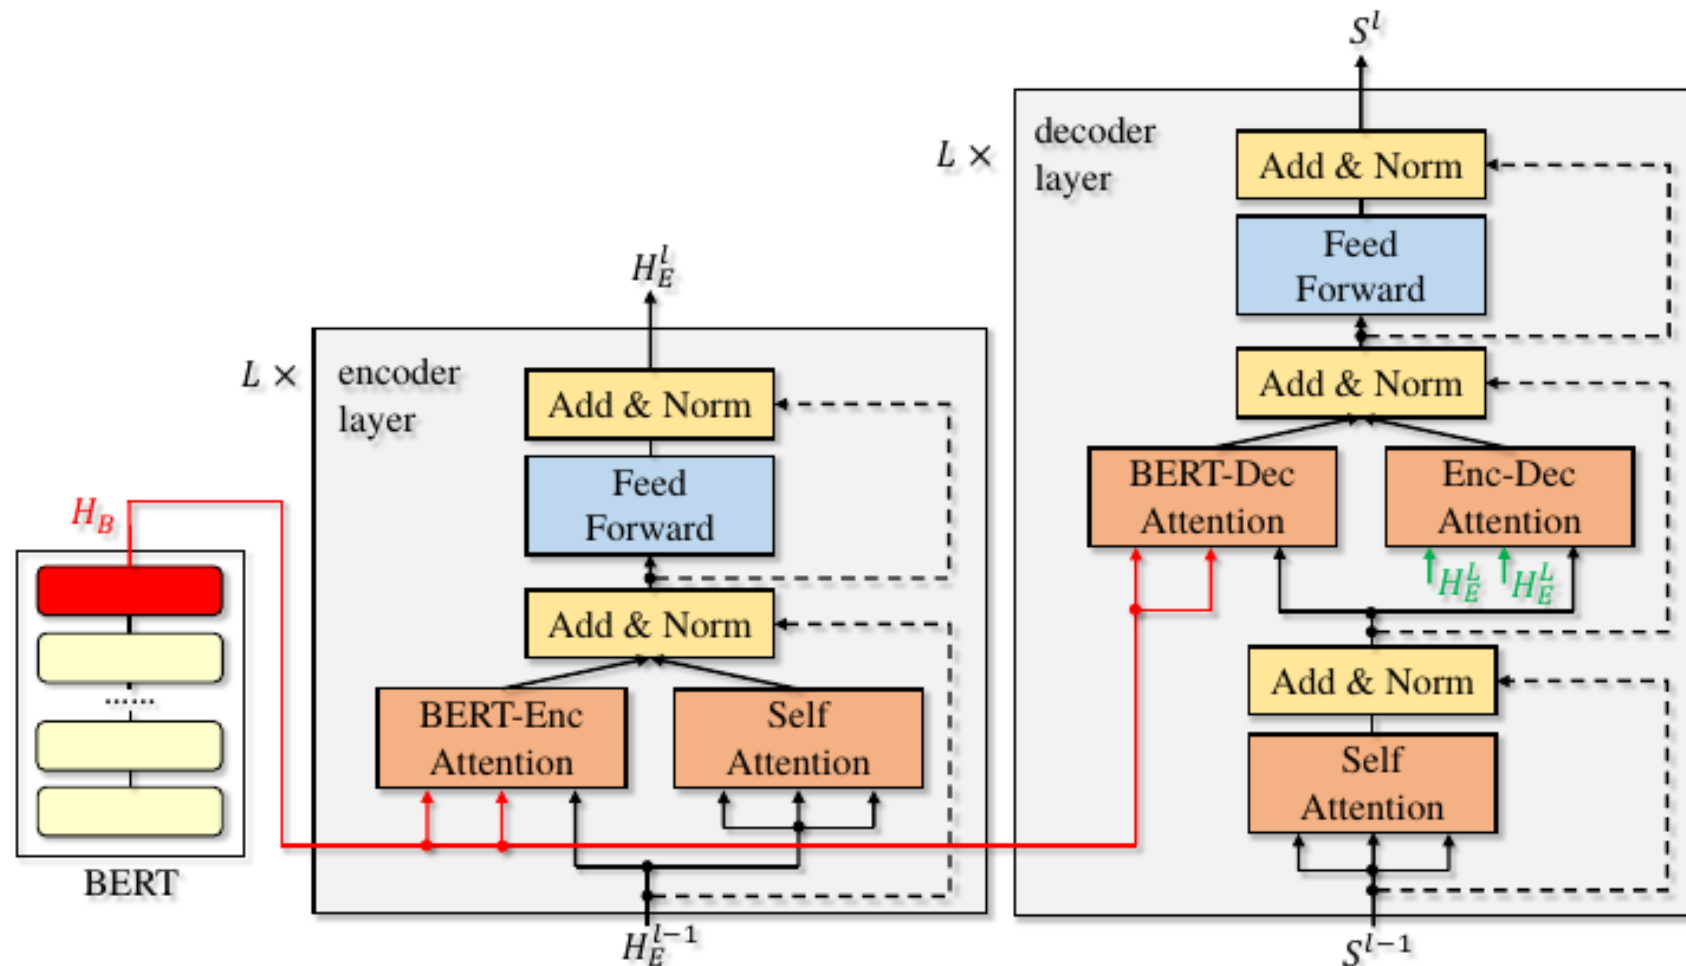 H_B
BERT
......
L ×
encoder
layer
H_E^l
Add & Norm
Feed
Forward
Add & Norm
BERT-Enc
Attention
Self
Attention
H_E^{l-1}
L ×
decoder
layer
S^l
Add & Norm
Feed
Forward
Add & Norm
BERT-Dec
Attention
Enc-Dec
Attention
H_E^L
H_E^L
Add & Norm
Self
Attention
S^{l-1}